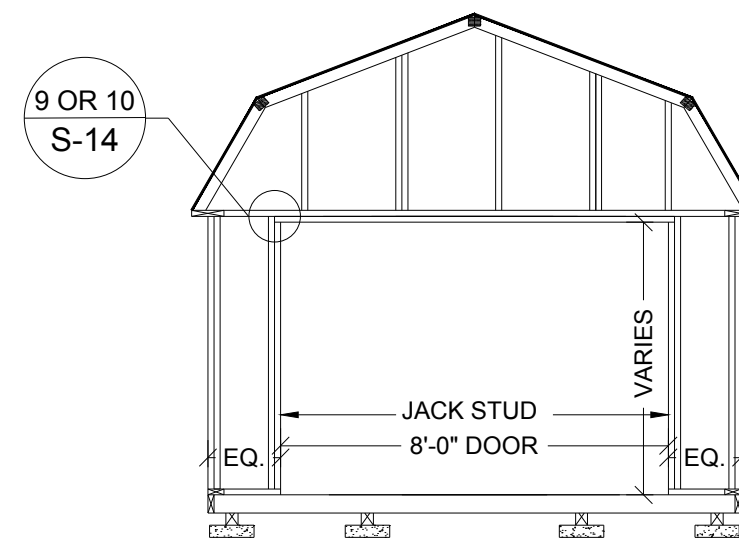 9 OR 10
S-14
VARIES
JACK STUD
8'-0" DOOR
EQ.
EQ.